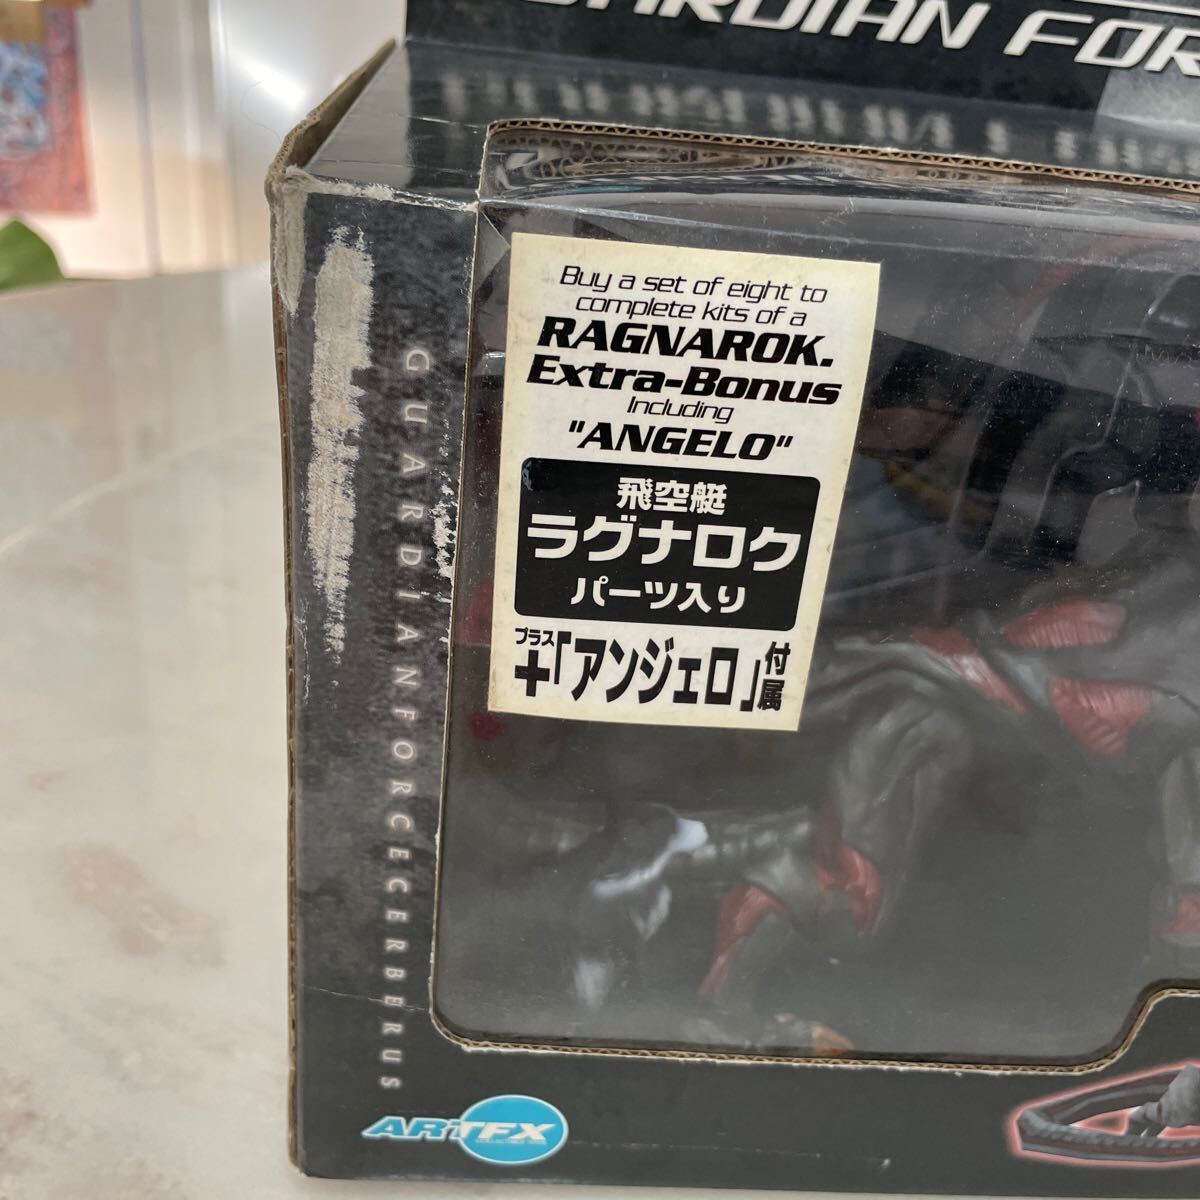 Buy a set of eight to
complete kits of a
RAGNAROK.
Extra-Bonus
Including
"ANGELO"
飛空艇
ラグナロク
パーツ入り
プラス
+「アンジェロ」付属
GUARDIAN FORCE CERBERUS
ARTFX